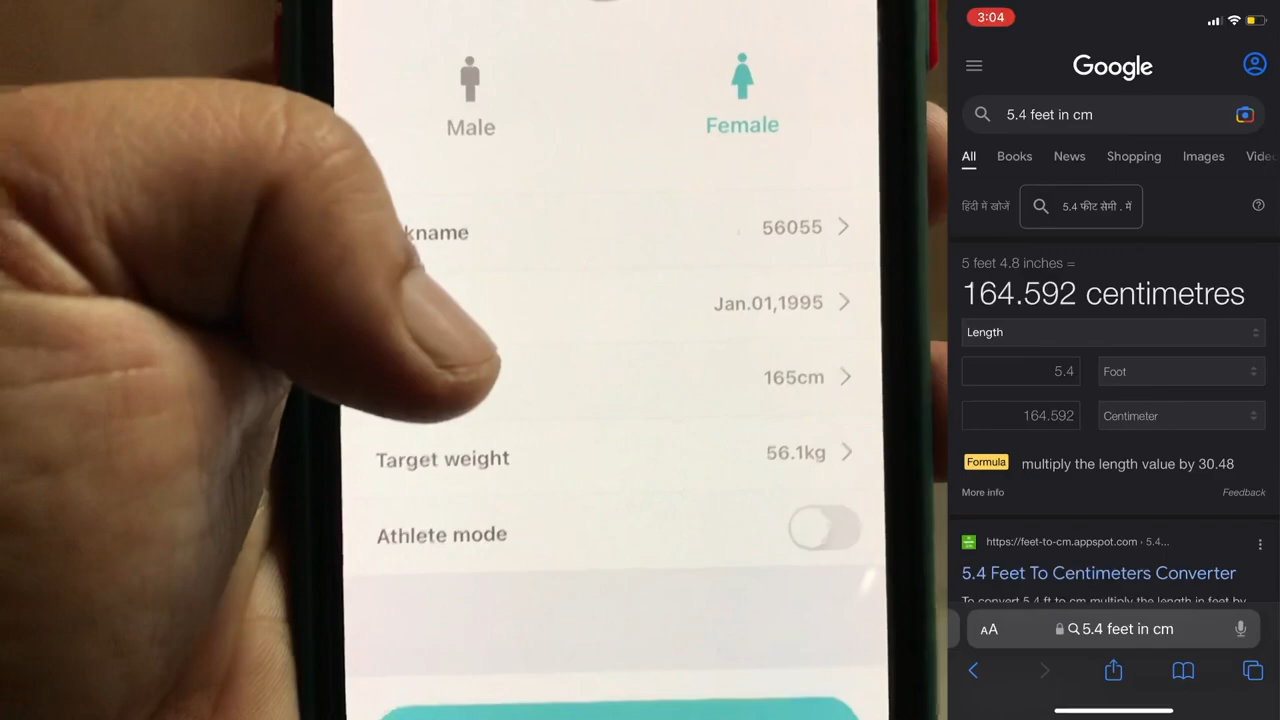 Male
Female
kname
56055
Jan.01,1995
165cm
Target weight
56.1kg
Athlete mode
3:04
Google
5.4 feet in cm
All Books News Shopping Images Vide
हिंदी में खोजें
5.4 फीट सेमी . में
5 feet 4.8 inches =
164.592 centimetres
Length
5.4 Foot
164.592 Centimeter
Formula multiply the length value by 30.48
More info Feedback
https://feet-to-cm.appspot.com › 5.4...
5.4 Feet To Centimeters Converter
To convert 5.4 ft to cm multiply the length in feet by
AA 5.4 feet in cm